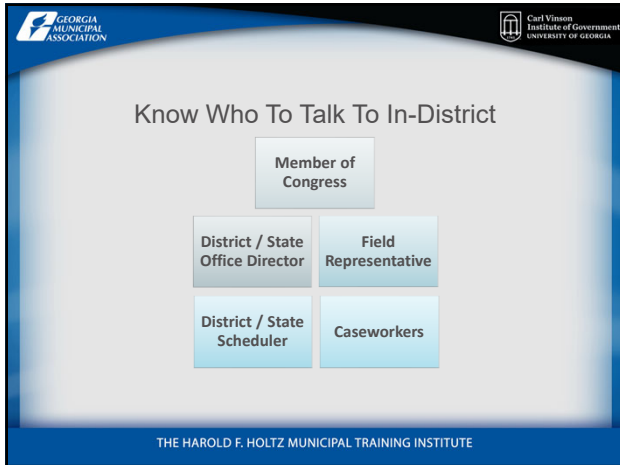 GEORGIA
MUNICIPAL
ASSOCIATION
Carl Vinson
Institute of Government
UNIVERSITY OF GEORGIA
Know Who To Talk To In-District
Member of
Congress
District / State
Office Director
Field
Representative
District / State
Scheduler
Caseworkers
THE HAROLD F. HOLTZ MUNICIPAL TRAINING INSTITUTE